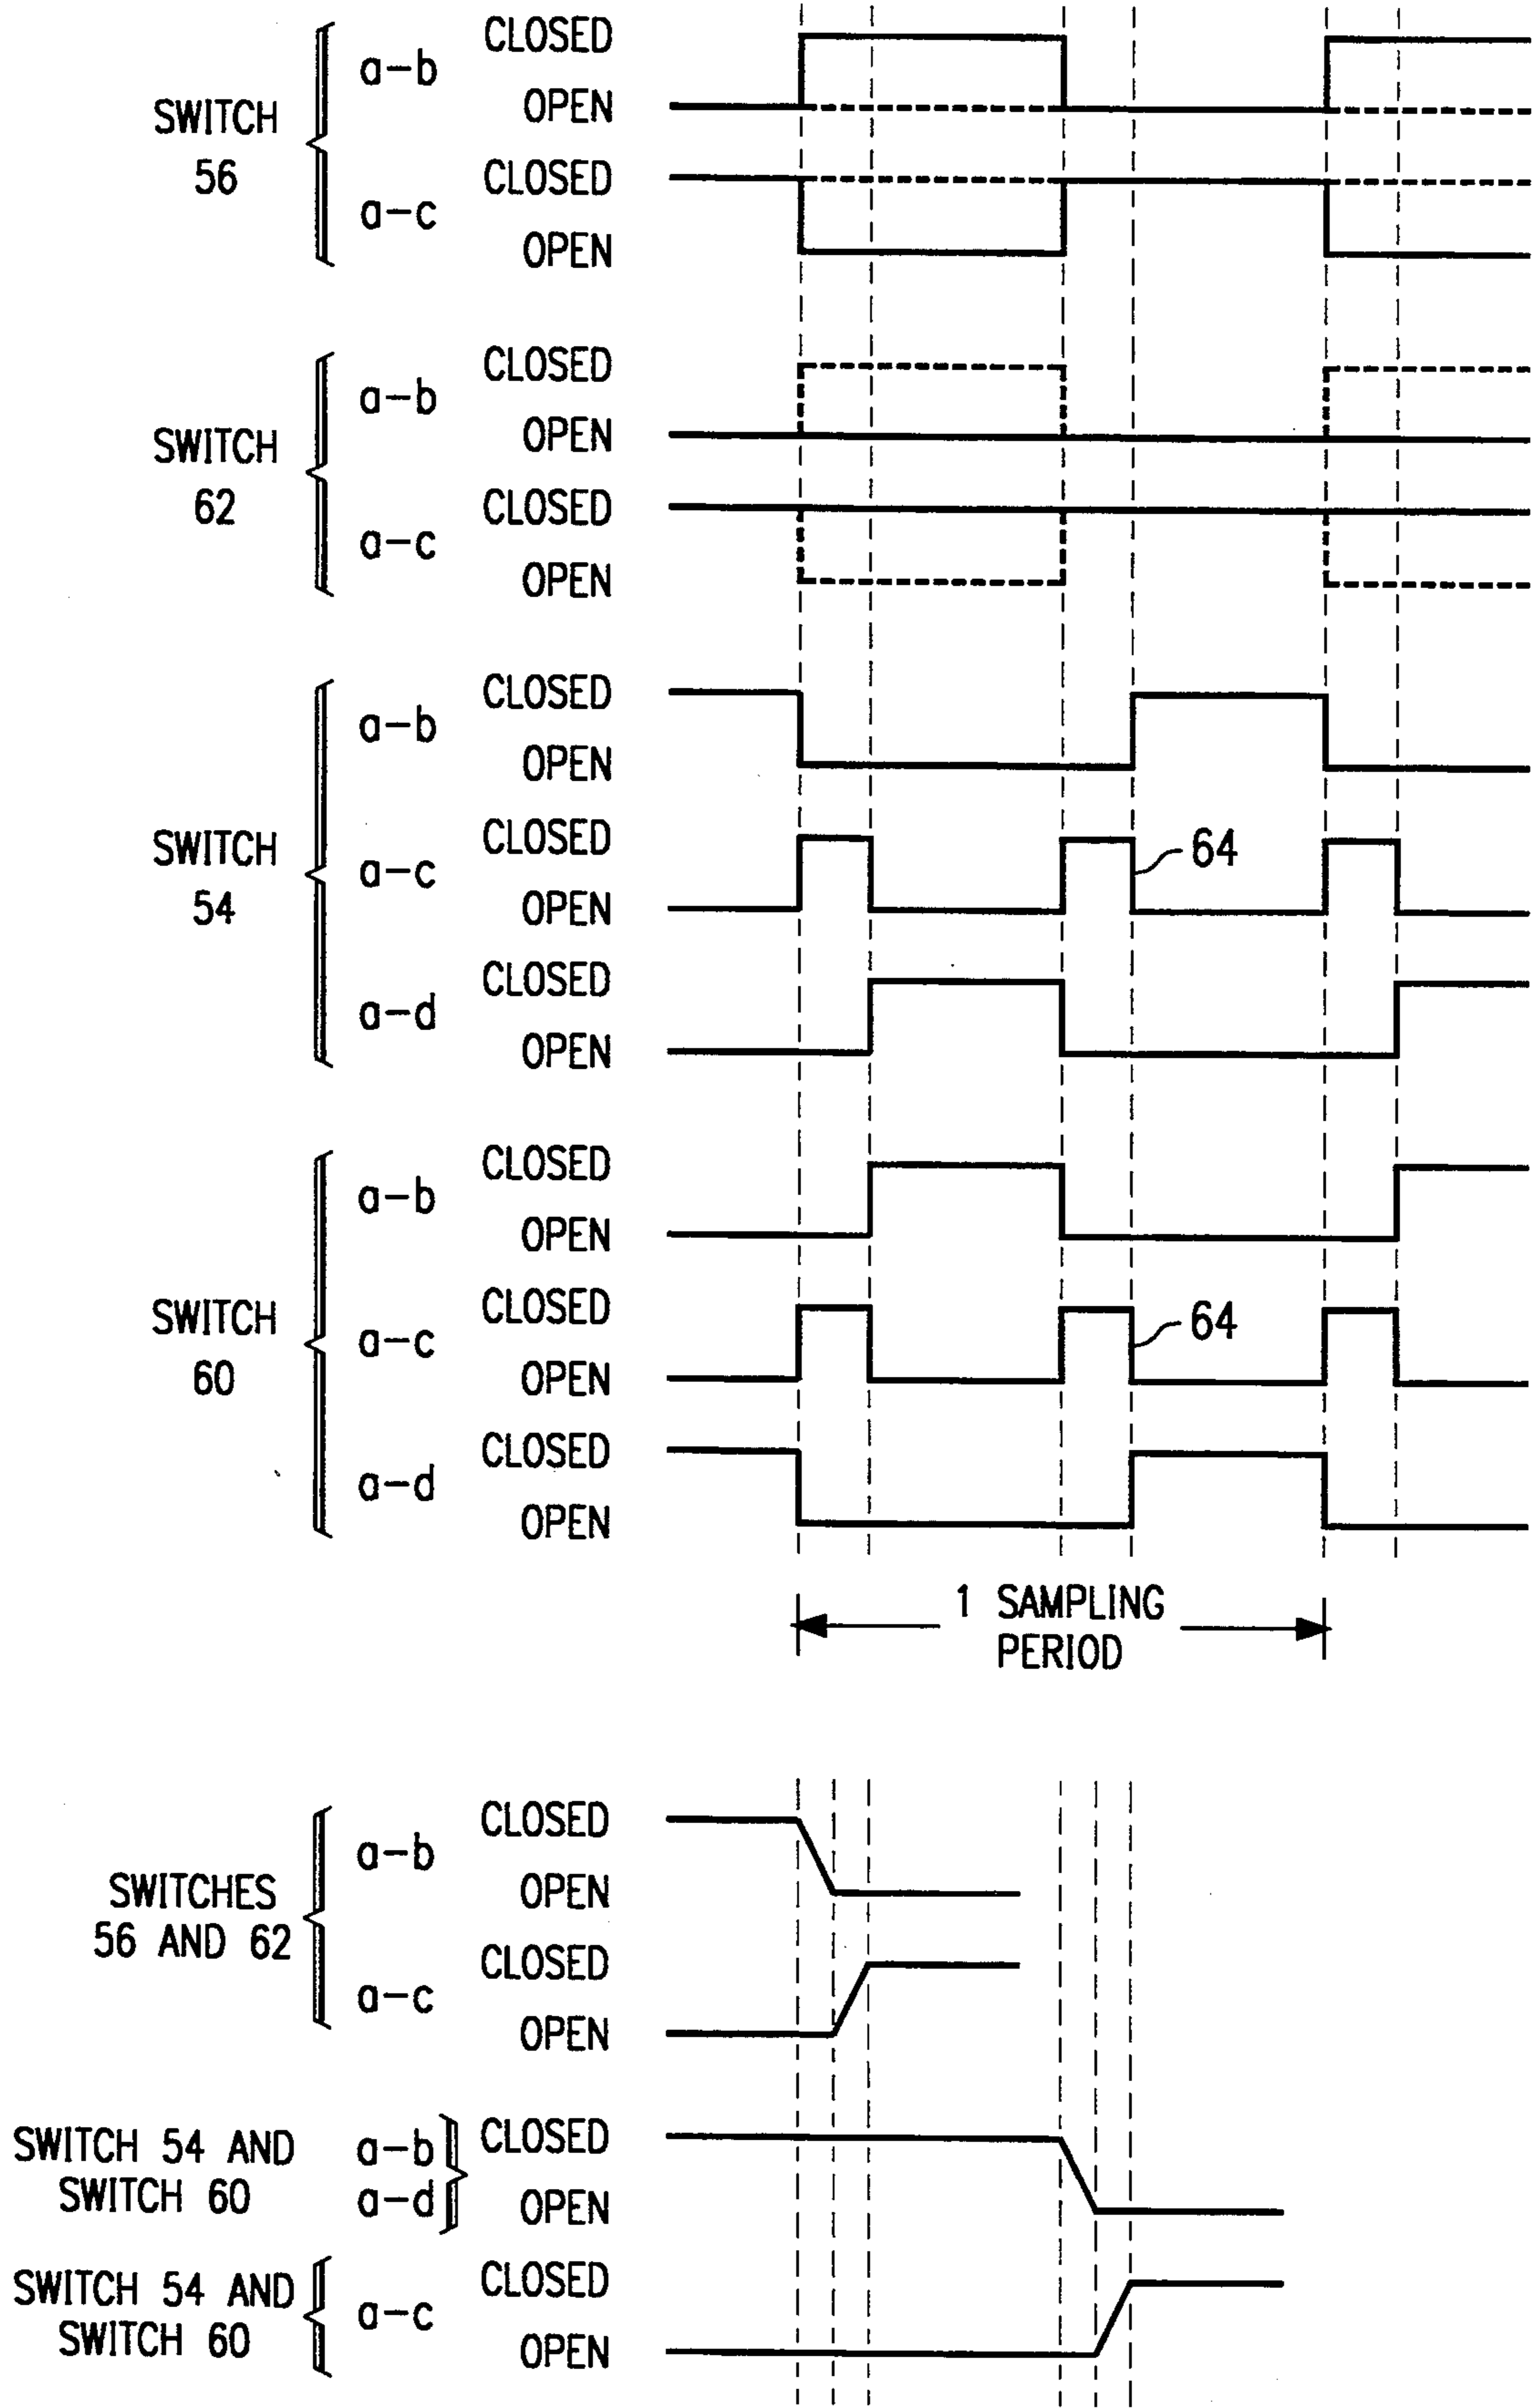 CLOSED
a-b
OPEN
SWITCH
56
CLOSED
a-c
OPEN
CLOSED
a-b
OPEN
SWITCH
62
CLOSED
a-c
OPEN
CLOSED
a-b
OPEN
SWITCH
54
CLOSED
a-c
64
OPEN
CLOSED
a-d
OPEN
CLOSED
a-b
OPEN
SWITCH
60
CLOSED
a-c
64
OPEN
CLOSED
a-d
OPEN
1 SAMPLING
PERIOD
CLOSED
a-b
OPEN
SWITCHES
56 AND 62
CLOSED
a-c
OPEN
SWITCH 54 AND
SWITCH 60
a-b
a-d
CLOSED
OPEN
SWITCH 54 AND
SWITCH 60
a-c
CLOSED
OPEN